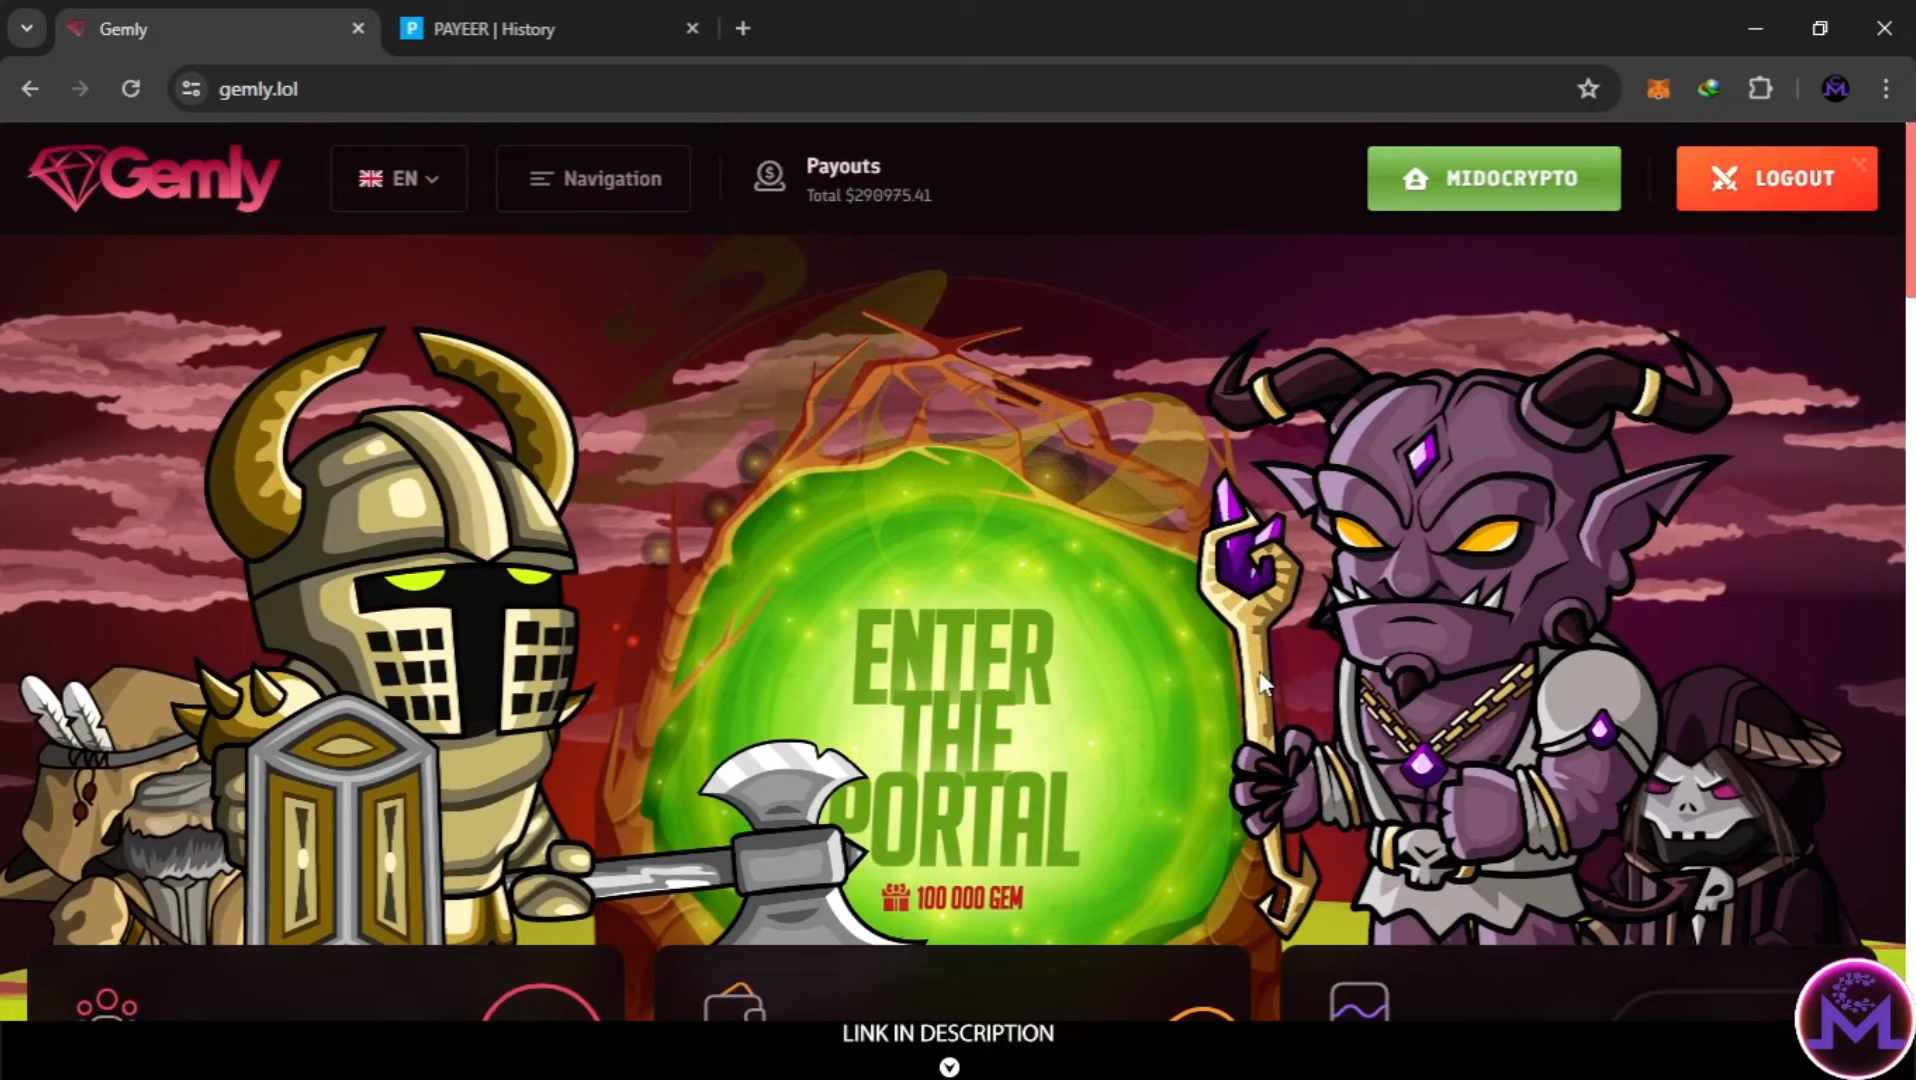 Gemly
PAYEER | History
gemly.lol
Gemly
EN
Navigation
Payouts
Total $290975.41
MIDOCRYPTO
LOGOUT
ENTER
THE
PORTAL
100 000 GEM
LINK IN DESCRIPTION